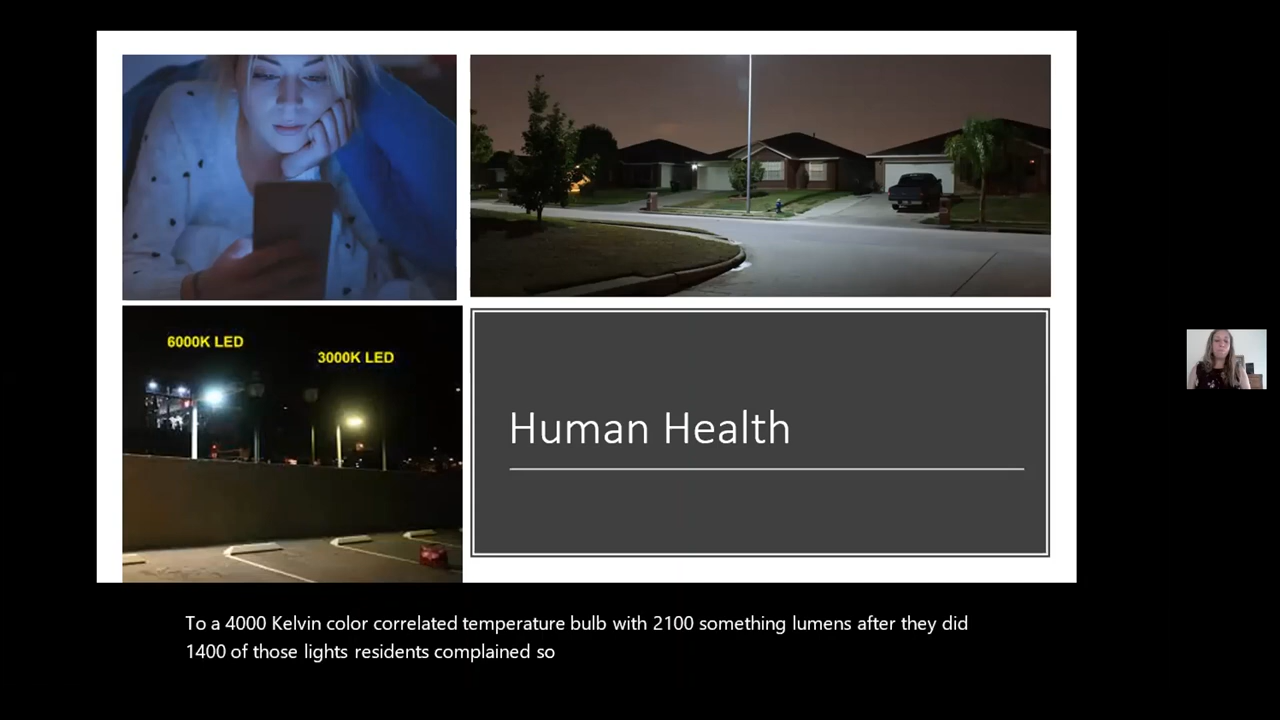 6000K LED
3000K LED
Human Health
To a 4000 Kelvin color correlated temperature bulb with 2100 something lumens after they did
1400 of those lights residents complained so